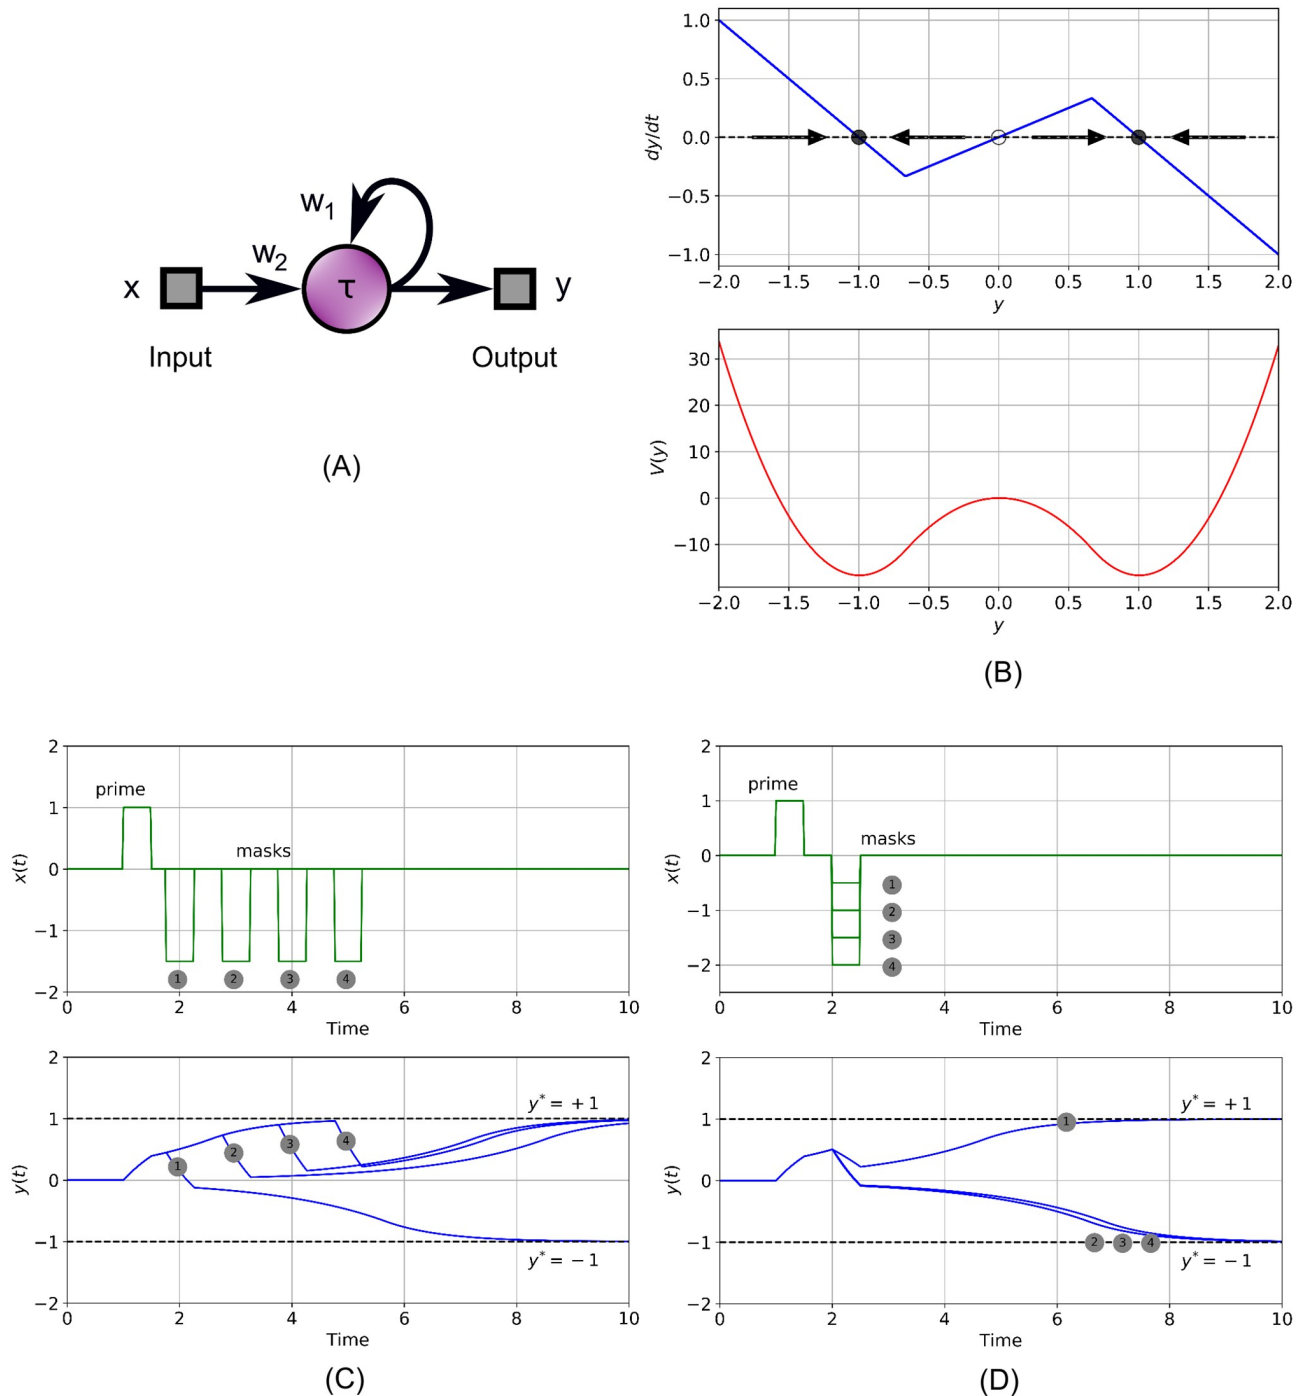 w1
w2
x
τ
y
Input
Output
(A)
1.0
0.5
0.0
−0.5
−1.0
dy/dt
−2.0 −1.5 −1.0 −0.5 0.0 0.5 1.0 1.5 2.0
y
30
20
10
0
−10
V(y)
−2.0 −1.5 −1.0 −0.5 0.0 0.5 1.0 1.5 2.0
y
(B)
2
1
0
−1
−2
x(t)
prime
masks
1 2 3 4
0 2 4 6 8 10
Time
2
1
0
−1
−2
y(t)
y* = +1
1 2 3 4
y* = −1
0 2 4 6 8 10
Time
(C)
2
1
0
−1
−2
x(t)
prime
masks
1
2
3
4
0 2 4 6 8 10
Time
2
1
0
−1
−2
y(t)
y* = +1
1
2 3 4
y* = −1
0 2 4 6 8 10
Time
(D)